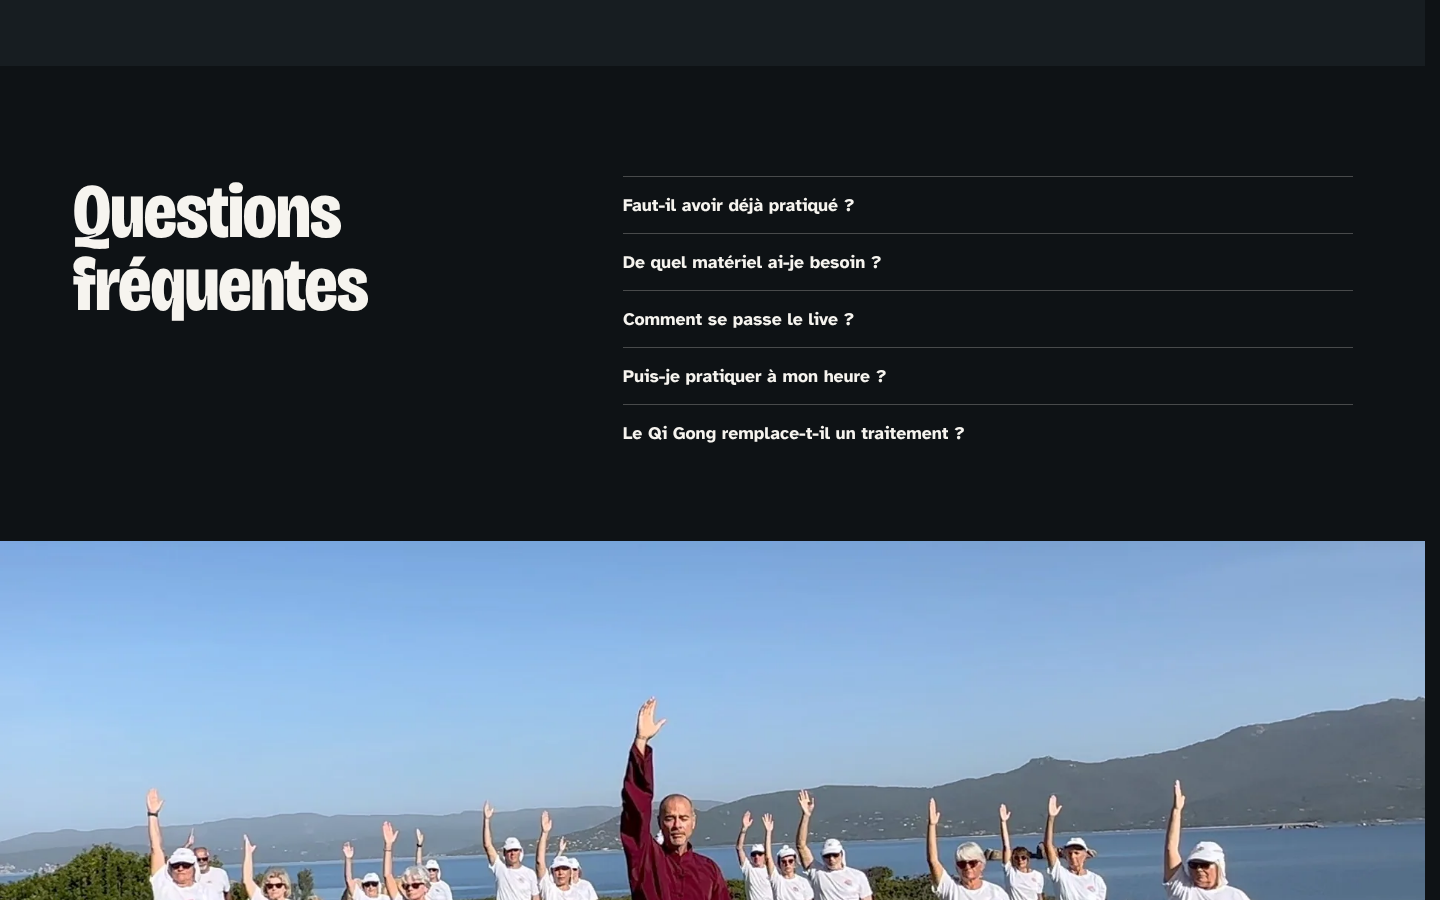 Questions
fréquentes
Faut-il avoir déjà pratiqué ?
De quel matériel ai-je besoin ?
Comment se passe le live ?
Puis-je pratiquer à mon heure ?
Le Qi Gong remplace-t-il un traitement ?